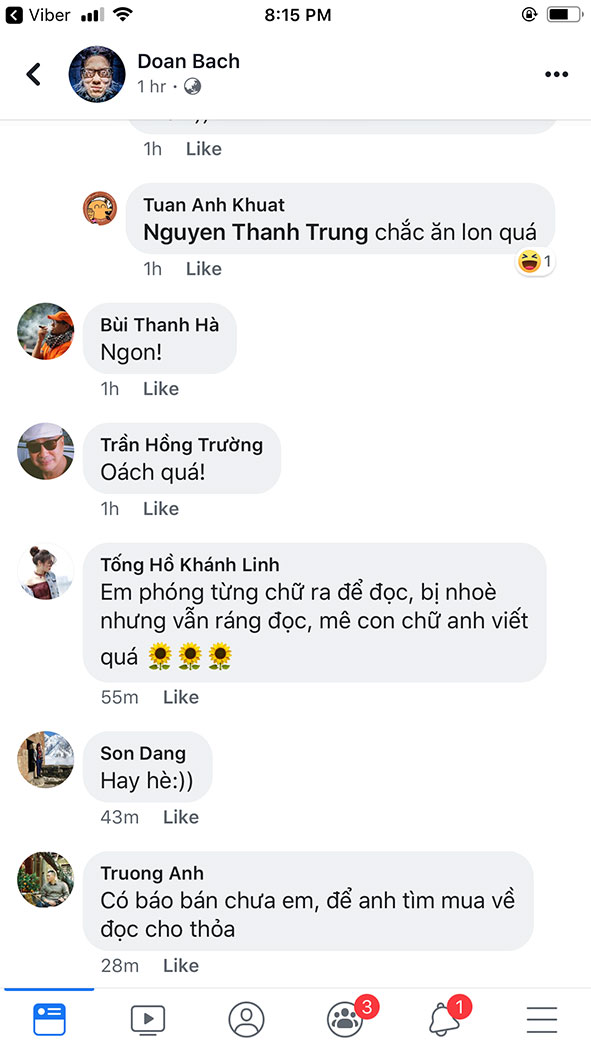 Viber
8:15 PM
Doan Bach
1 hr ·
1h Like
Tuan Anh Khuat
Nguyen Thanh Trung chắc ăn lon quá
1
1h Like
Bùi Thanh Hà
Ngon!
1h Like
Trần Hồng Trường
Oách quá!
1h Like
Tống Hồ Khánh Linh
Em phóng từng chữ ra để đọc, bị nhoè
nhưng vẫn ráng đọc, mê con chữ anh viết
quá 🌻🌻🌻
55m Like
Son Dang
Hay hè:))
43m Like
Truong Anh
Có báo bán chưa em, để anh tìm mua về
đọc cho thỏa
28m Like
3
1